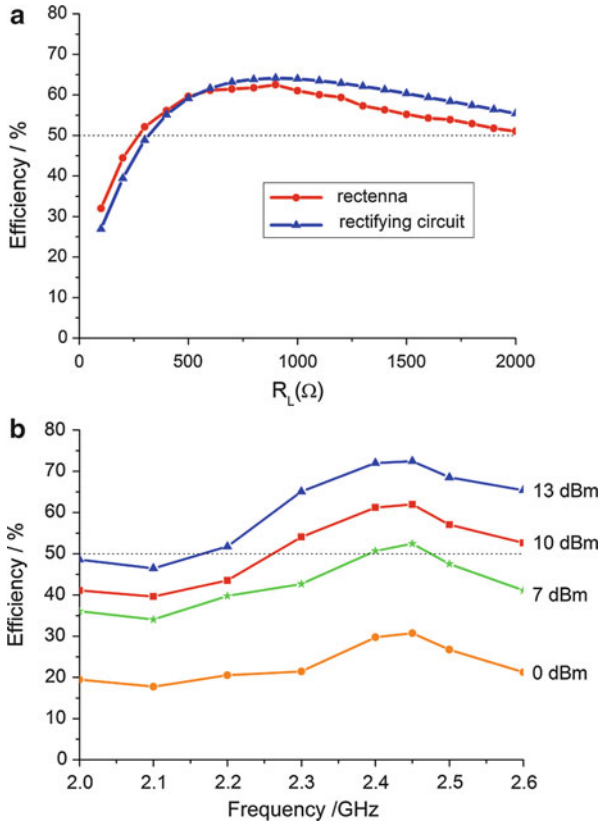 a
80
70
60
50
40
30
20
10
0
Efficiency / %
rectenna
rectifying circuit
0 500 1000 1500 2000
R_L(Ω)
b
80
70
60
50
40
30
20
10
0
Efficiency / %
13 dBm
10 dBm
7 dBm
0 dBm
2.0 2.1 2.2 2.3 2.4 2.5 2.6
Frequency /GHz